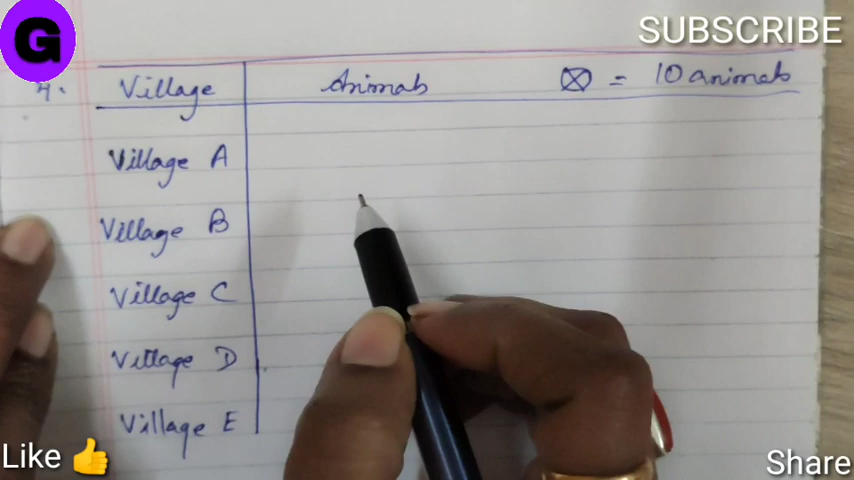 G
SUBSCRIBE
4. Village Animals ⊠ = 10 animals
Village A
Village B
Village C
Village D
Village E
Like 👍
Share